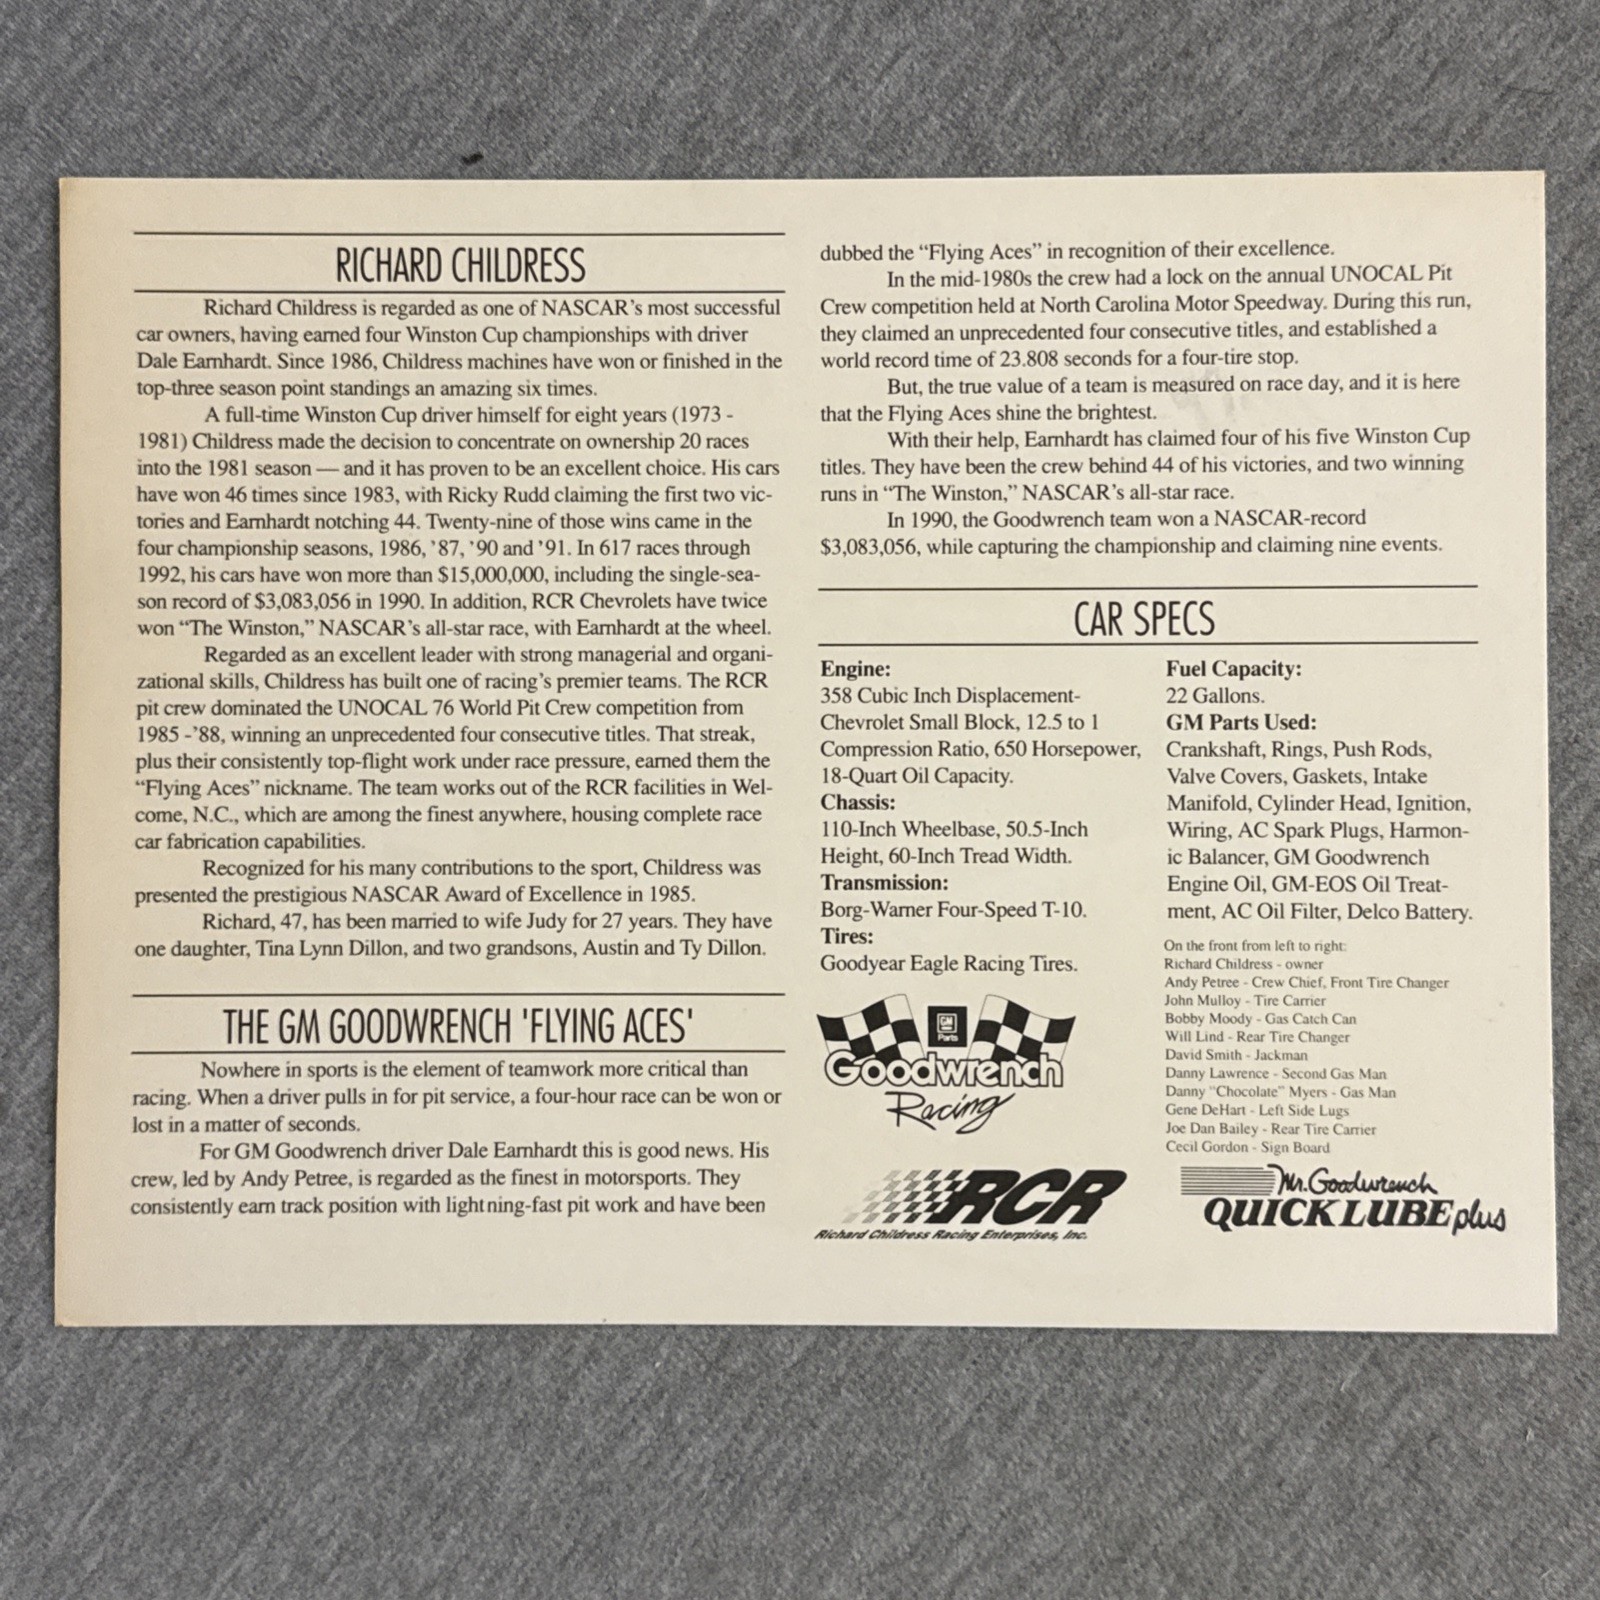 RICHARD CHILDRESS
Richard Childress is regarded as one of NASCAR's most successful
car owners, having earned four Winston Cup championships with driver
Dale Earnhardt. Since 1986, Childress machines have won or finished in the
top-three season point standings an amazing six times.
A full-time Winston Cup driver himself for eight years (1973 -
1981) Childress made the decision to concentrate on ownership 20 races
into the 1981 season — and it has proven to be an excellent choice. His cars
have won 46 times since 1983, with Ricky Rudd claiming the first two vic-
tories and Earnhardt notching 44. Twenty-nine of those wins came in the
four championship seasons, 1986, '87, '90 and '91. In 617 races through
1992, his cars have won more than $15,000,000, including the single-sea-
son record of $3,083,056 in 1990. In addition, RCR Chevrolets have twice
won “The Winston,” NASCAR's all-star race, with Earnhardt at the wheel.
Regarded as an excellent leader with strong managerial and organi-
zational skills, Childress has built one of racing's premier teams. The RCR
pit crew dominated the UNOCAL 76 World Pit Crew competition from
1985 -'88, winning an unprecedented four consecutive titles. That streak,
plus their consistently top-flight work under race pressure, earned them the
“Flying Aces” nickname. The team works out of the RCR facilities in Wel-
come, N.C., which are among the finest anywhere, housing complete race
car fabrication capabilities.
Recognized for his many contributions to the sport, Childress was
presented the prestigious NASCAR Award of Excellence in 1985.
Richard, 47, has been married to wife Judy for 27 years. They have
one daughter, Tina Lynn Dillon, and two grandsons, Austin and Ty Dillon.
THE GM GOODWRENCH 'FLYING ACES'
Nowhere in sports is the element of teamwork more critical than
racing. When a driver pulls in for pit service, a four-hour race can be won or
lost in a matter of seconds.
For GM Goodwrench driver Dale Earnhardt this is good news. His
crew, led by Andy Petree, is regarded as the finest in motorsports. They
consistently earn track position with lightning-fast pit work and have been
dubbed the “Flying Aces” in recognition of their excellence.
In the mid-1980s the crew had a lock on the annual UNOCAL Pit
Crew competition held at North Carolina Motor Speedway. During this run,
they claimed an unprecedented four consecutive titles, and established a
world record time of 23.808 seconds for a four-tire stop.
But, the true value of a team is measured on race day, and it is here
that the Flying Aces shine the brightest.
With their help, Earnhardt has claimed four of his five Winston Cup
titles. They have been the crew behind 44 of his victories, and two winning
runs in “The Winston,” NASCAR's all-star race.
In 1990, the Goodwrench team won a NASCAR-record
$3,083,056, while capturing the championship and claiming nine events.
CAR SPECS
Engine:
358 Cubic Inch Displacement-
Chevrolet Small Block, 12.5 to 1
Compression Ratio, 650 Horsepower,
18-Quart Oil Capacity.
Chassis:
110-Inch Wheelbase, 50.5-Inch
Height, 60-Inch Tread Width.
Transmission:
Borg-Warner Four-Speed T-10.
Tires:
Goodyear Eagle Racing Tires.
Fuel Capacity:
22 Gallons.
GM Parts Used:
Crankshaft, Rings, Push Rods,
Valve Covers, Gaskets, Intake
Manifold, Cylinder Head, Ignition,
Wiring, AC Spark Plugs, Harmon-
ic Balancer, GM Goodwrench
Engine Oil, GM-EOS Oil Treat-
ment, AC Oil Filter, Delco Battery.
On the front from left to right:
Richard Childress - owner
Andy Petree - Crew Chief, Front Tire Changer
John Mulloy - Tire Carrier
Bobby Moody - Gas Catch Can
Will Lind - Rear Tire Changer
David Smith - Jackman
Danny Lawrence - Second Gas Man
Danny "Chocolate" Myers - Gas Man
Gene DeHart - Left Side Lugs
Joe Dan Bailey - Rear Tire Carrier
Cecil Gordon - Sign Board
GM
Parts
Goodwrench
Racing
RCR
Richard Childress Racing Enterprises, Inc.
Mr. Goodwrench
QUICK LUBE plus